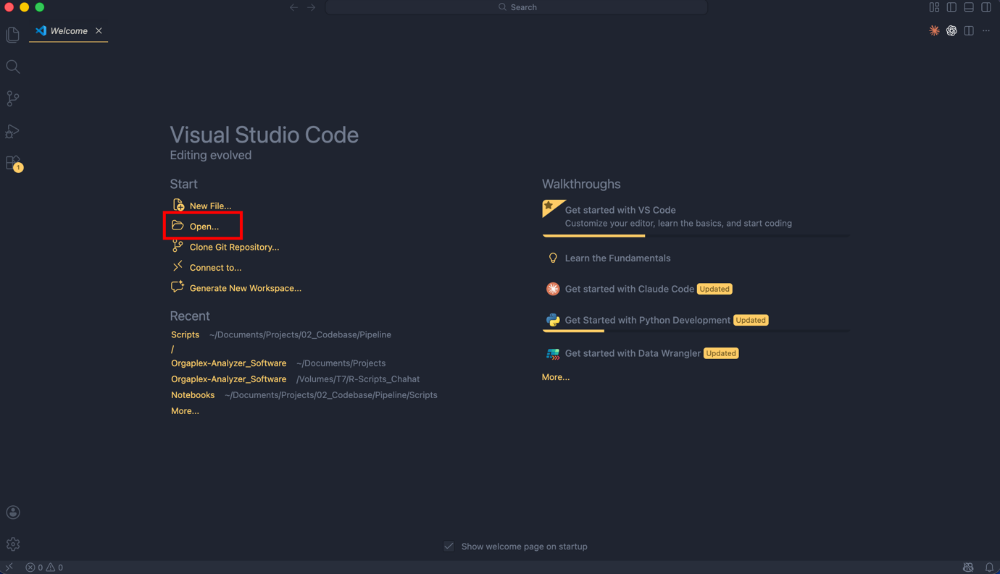 Search
Welcome
1
Visual Studio Code
Editing evolved
Start
New File...
Open...
Clone Git Repository...
Connect to...
Generate New Workspace...
Recent
Scripts ~/Documents/Projects/02_Codebase/Pipeline
/
Orgaplex-Analyzer_Software ~/Documents/Projects
Orgaplex-Analyzer_Software /Volumes/T7/R-Scripts_Chahat
Notebooks ~/Documents/Projects/02_Codebase/Pipeline/Scripts
More...
Walkthroughs
Get started with VS Code
Customize your editor, learn the basics, and start coding
Learn the Fundamentals
Get started with Claude Code Updated
Get Started with Python Development Updated
Get started with Data Wrangler Updated
More...
Show welcome page on startup
0 0